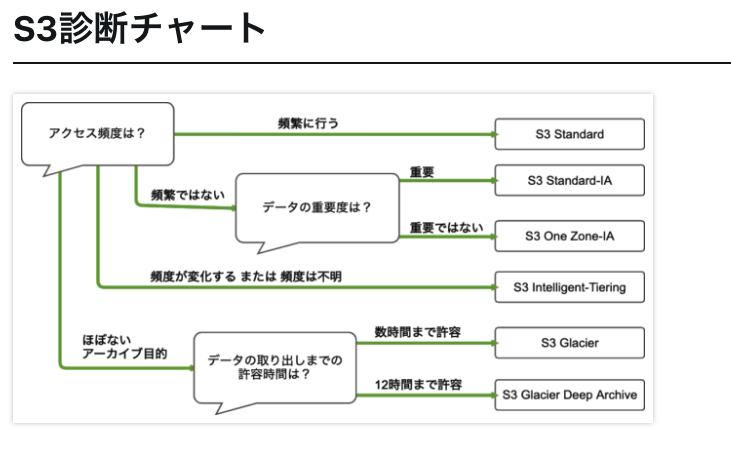 S3診断チャート
アクセス頻度は？
頻繁に行う
S3 Standard
頻繁ではない
データの重要度は？
重要
S3 Standard-IA
重要ではない
S3 One Zone-IA
頻度が変化する または 頻度は不明
S3 Intelligent-Tiering
ほぼない
アーカイブ目的
データの取り出しまでの
許容時間は？
数時間まで許容
S3 Glacier
12時間まで許容
S3 Glacier Deep Archive